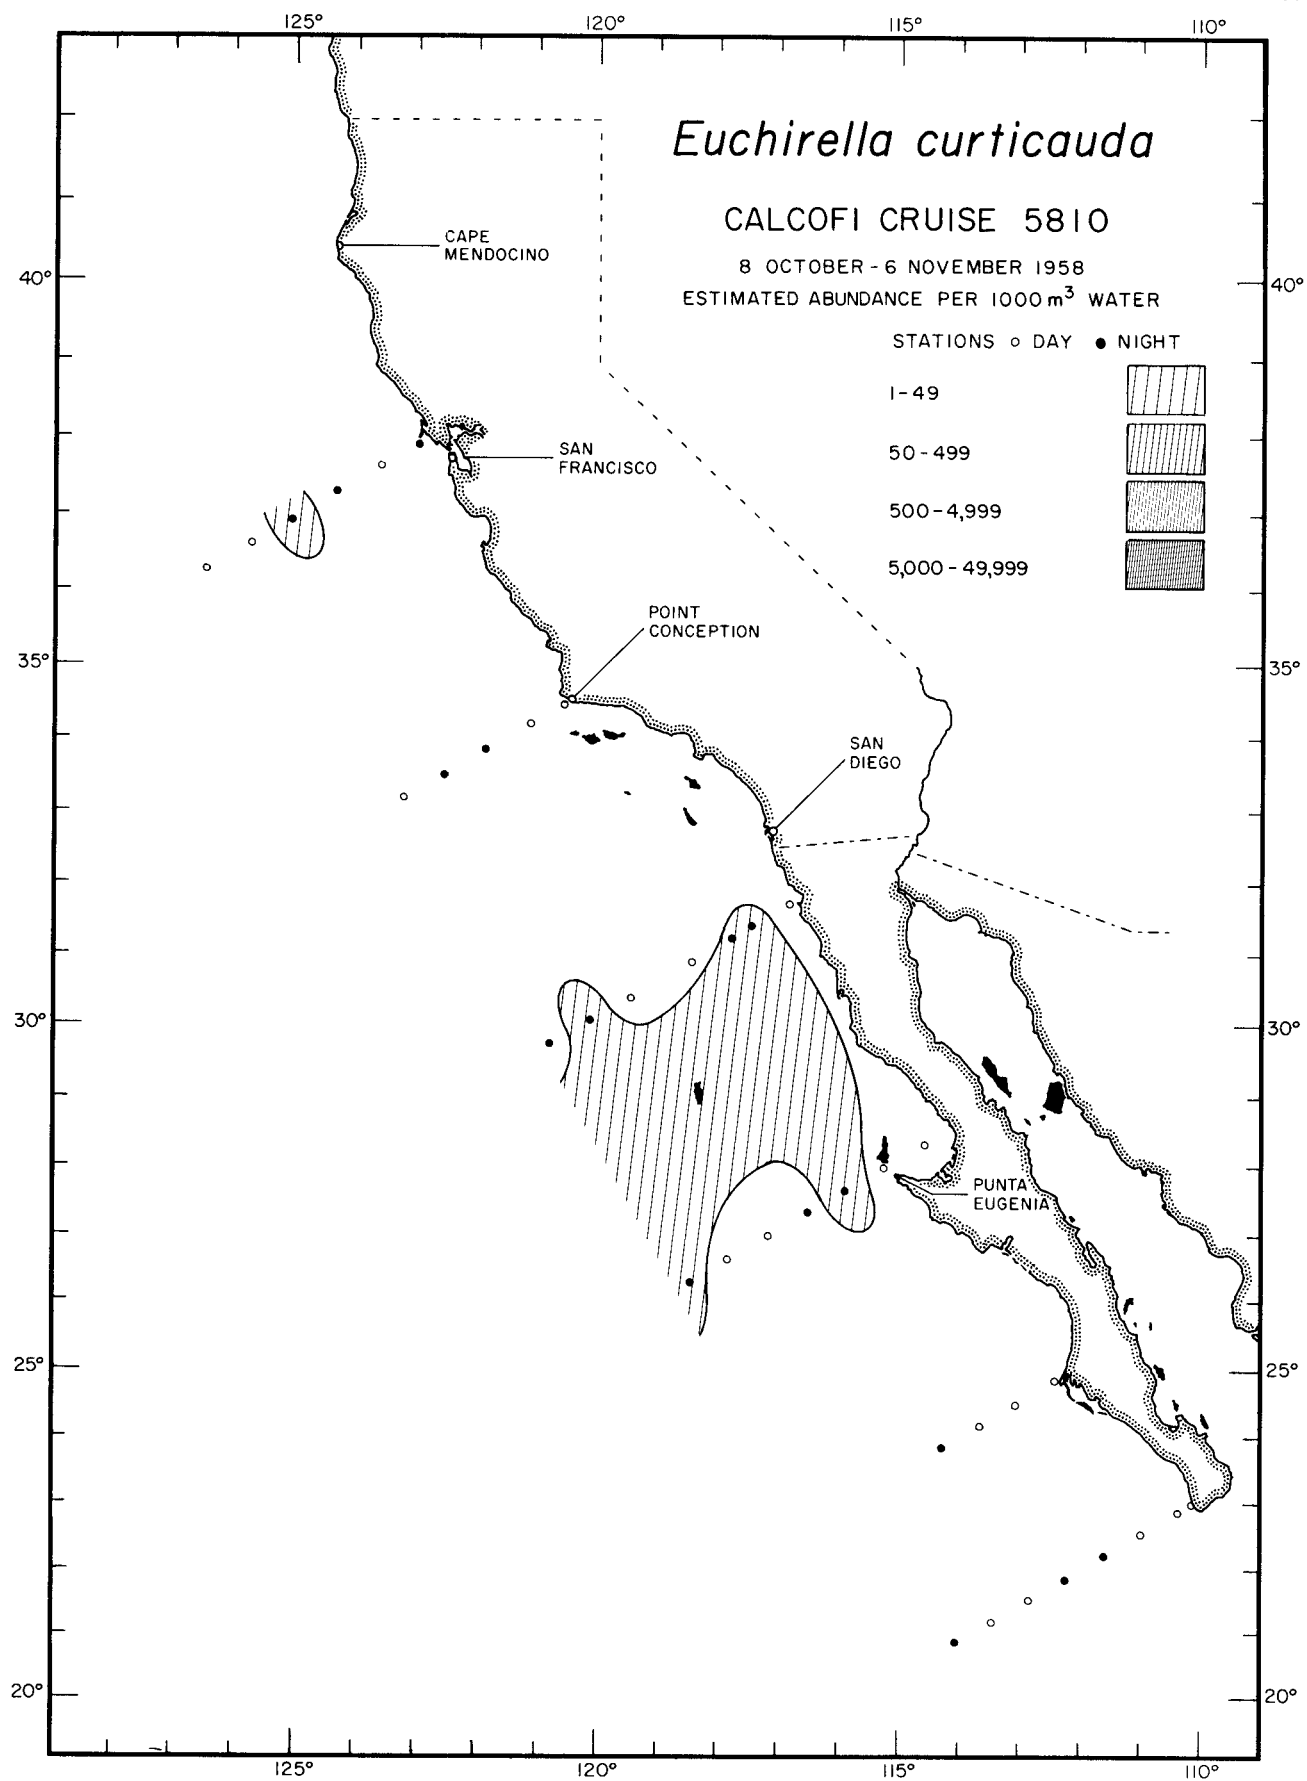 125° 120° 115° 110°
Euchirella curticauda
CALCOFI CRUISE 5810
8 OCTOBER - 6 NOVEMBER 1958
ESTIMATED ABUNDANCE PER 1000 m³ WATER
STATIONS ○ DAY ● NIGHT
1-49
50-499
500-4,999
5,000-49,999
CAPE
MENDOCINO
40° 40°
SAN
FRANCISCO
POINT
CONCEPTION
35° 35°
SAN
DIEGO
30° 30°
PUNTA
EUGENIA
25° 25°
20° 20°
125° 120° 115° 110°